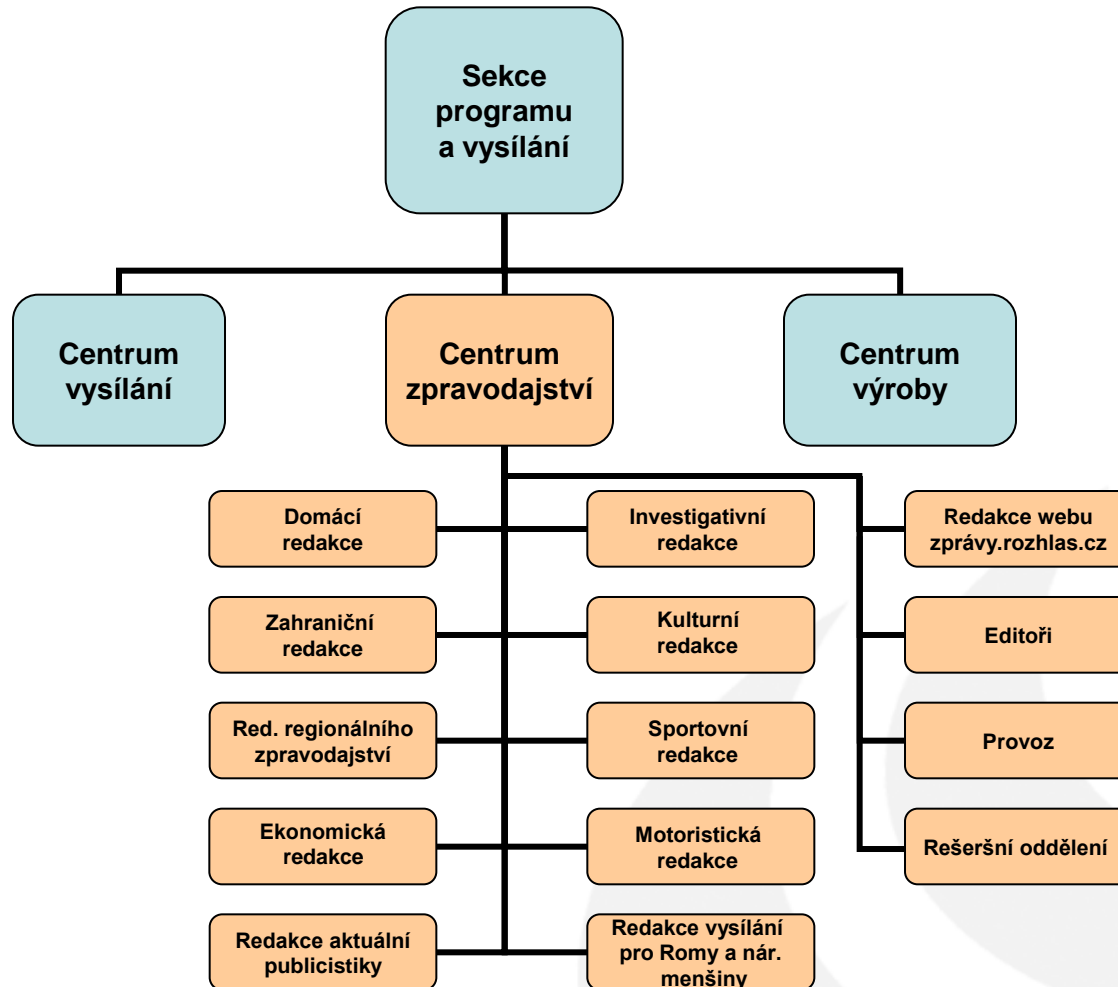 Sekce
programu
a vysílání
Centrum
vysílání
Centrum
zpravodajství
Centrum
výroby
Domácí
redakce
Investigativní
redakce
Redakce webu
zprávy.rozhlas.cz
Zahraniční
redakce
Kulturní
redakce
Editoři
Red. regionálního
zpravodajství
Sportovní
redakce
Provoz
Ekonomická
redakce
Motoristická
redakce
Rešeršní oddělení
Redakce aktuální
publicistiky
Redakce vysílání
pro Romy a nár.
menšiny